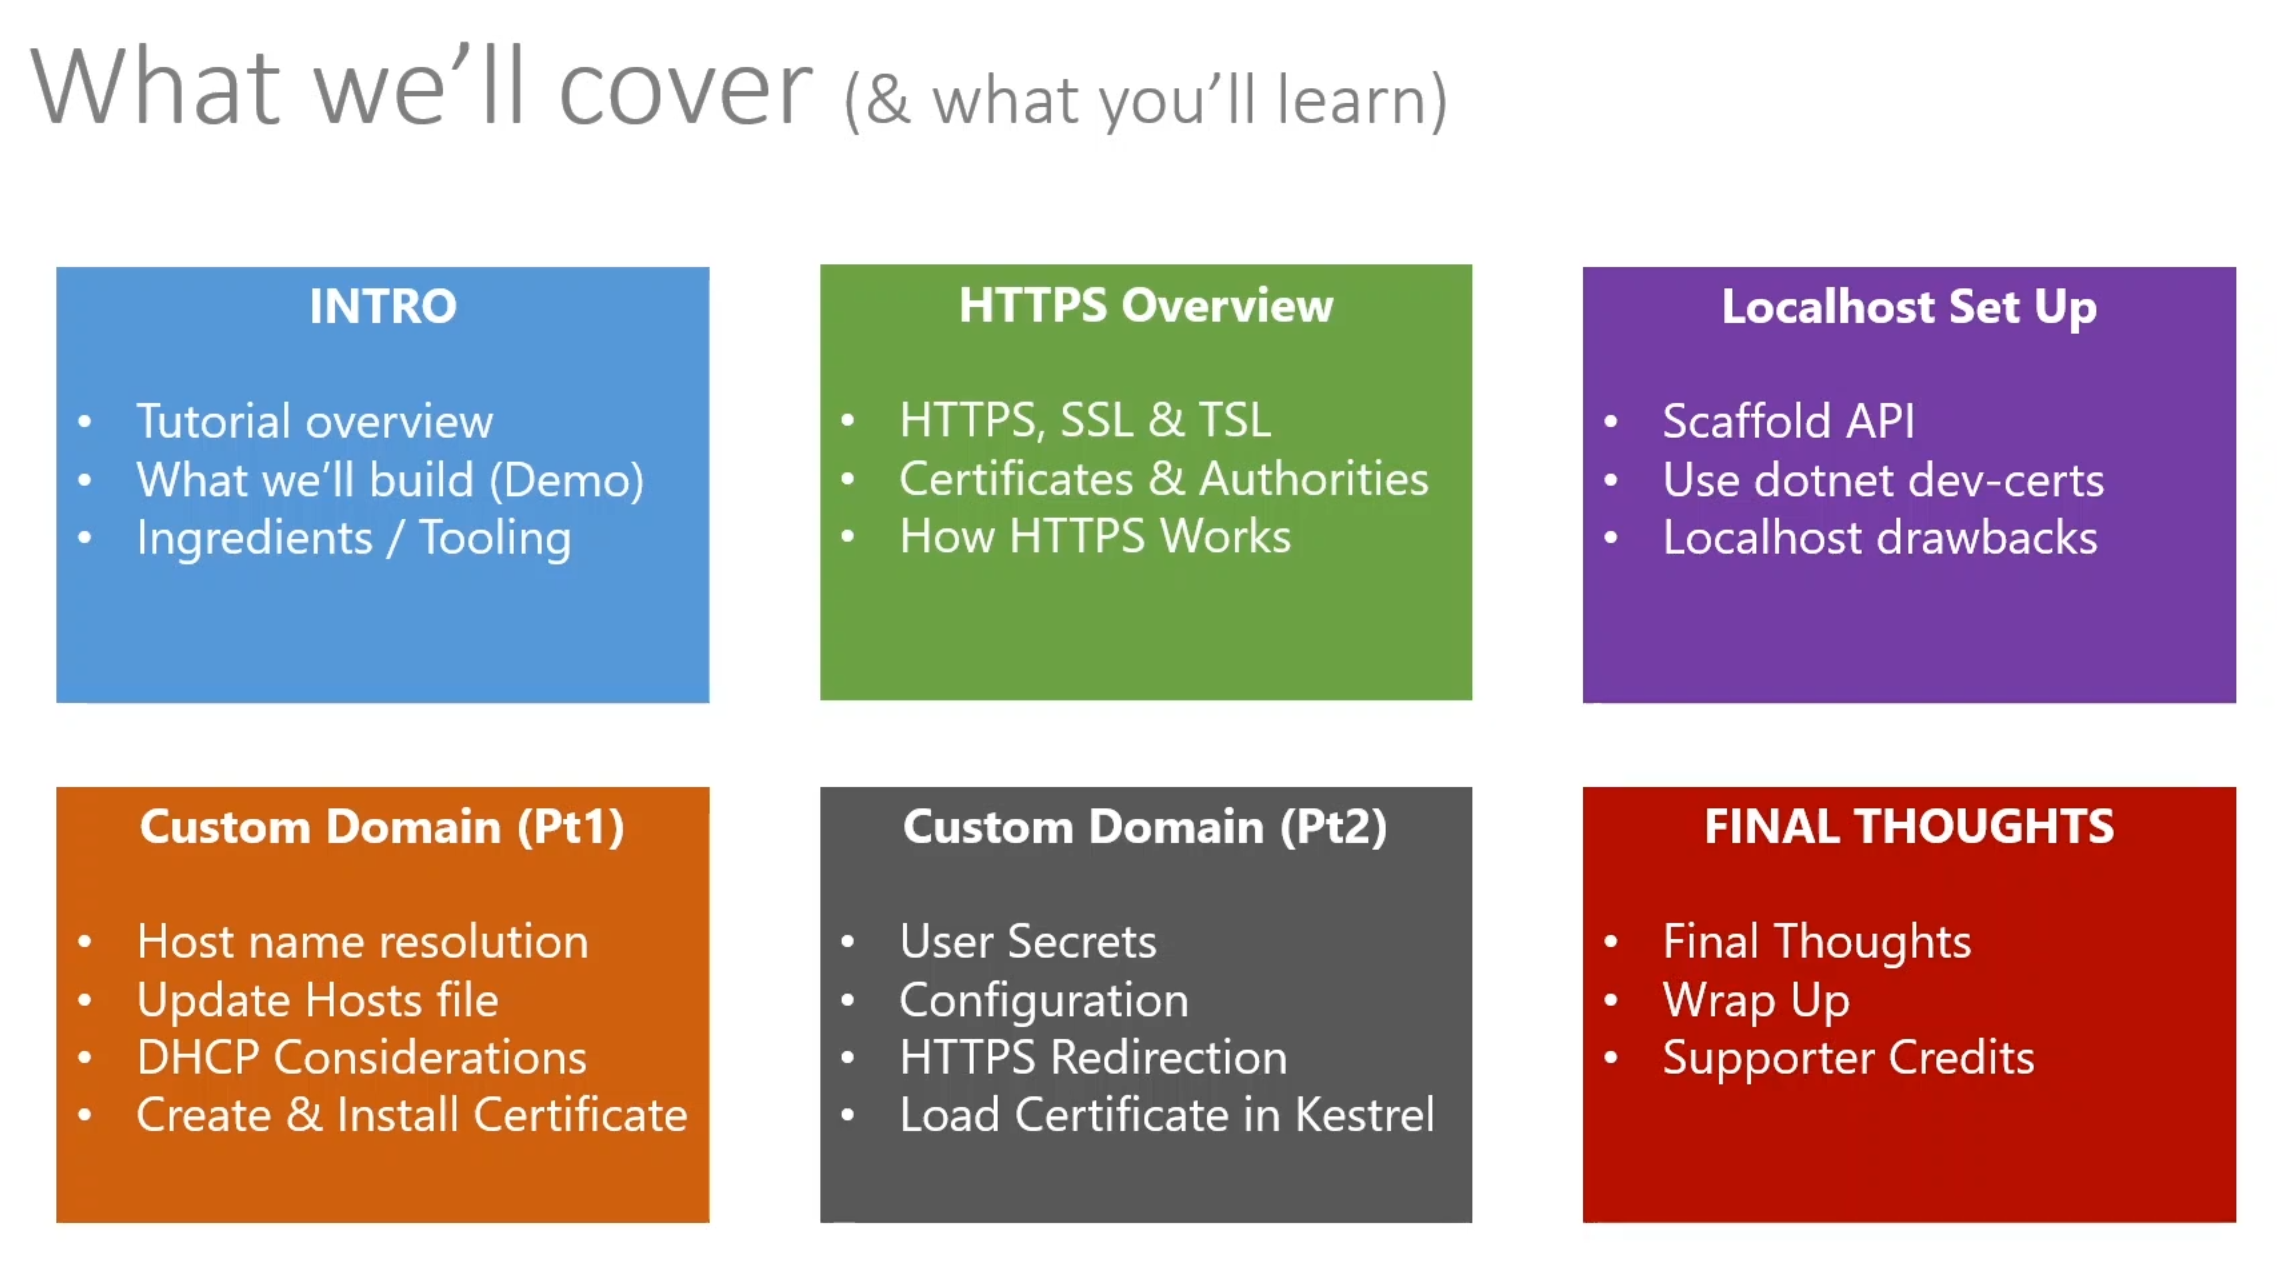 What we’ll cover (& what you’ll learn)
INTRO
• Tutorial overview
• What we’ll build (Demo)
• Ingredients / Tooling
HTTPS Overview
• HTTPS, SSL & TSL
• Certificates & Authorities
• How HTTPS Works
Localhost Set Up
• Scaffold API
• Use dotnet dev-certs
• Localhost drawbacks
Custom Domain (Pt1)
• Host name resolution
• Update Hosts file
• DHCP Considerations
• Create & Install Certificate
Custom Domain (Pt2)
• User Secrets
• Configuration
• HTTPS Redirection
• Load Certificate in Kestrel
FINAL THOUGHTS
• Final Thoughts
• Wrap Up
• Supporter Credits